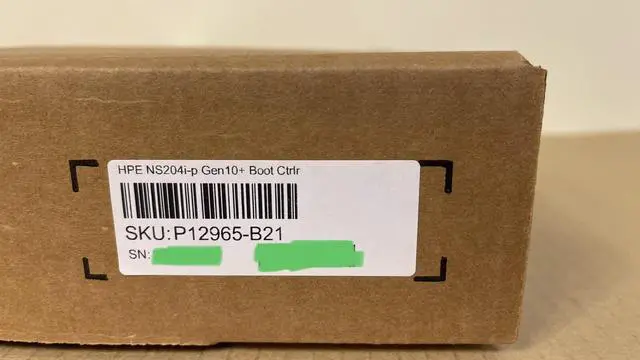 HPE NS204i-p Gen10+ Boot Ctrlr
SKU:P12965-B21
SN: